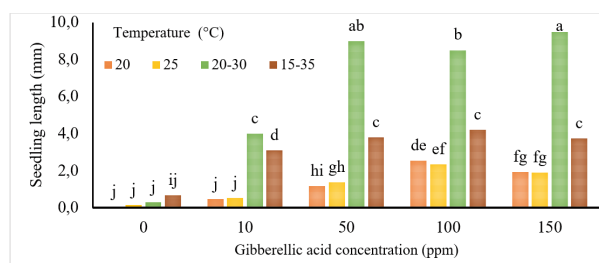 10,0
8,0
6,0
4,0
2,0
0,0
Seedling length (mm)
Temperature (°C)
20 25 20-30 15-35
j j j ij
j j c d
hi gh ab c
de ef b c
fg fg a c
0 10 50 100 150
Gibberellic acid concentration (ppm)